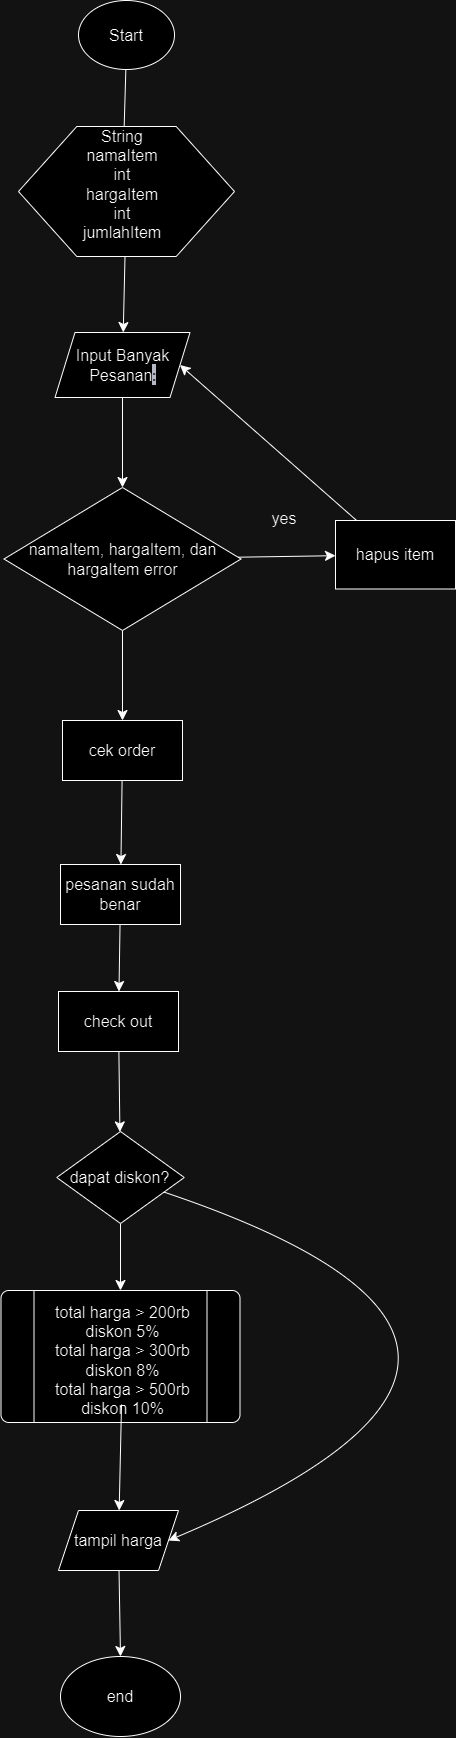 Start
String
namaItem
int
hargaItem
int
jumlahItem
Input Banyak
Pesanan:
namaItem, hargaItem, dan
hargaItem error
yes
hapus item
cek order
pesanan sudah
benar
check out
dapat diskon?
total harga > 200rb
diskon 5%
total harga > 300rb
diskon 8%
total harga > 500rb
diskon 10%
tampil harga
end